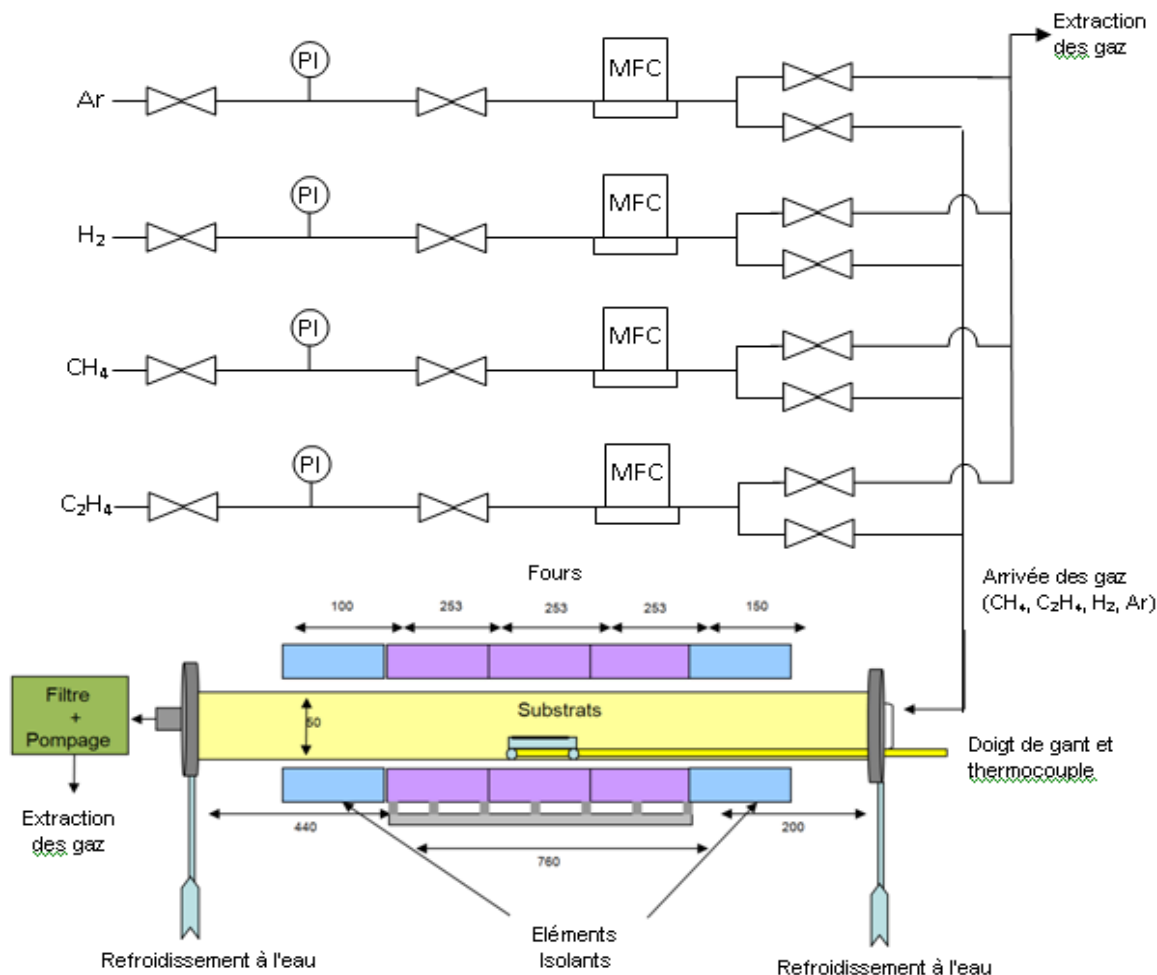 Extraction
des gaz
PI
MFC
Ar
PI
MFC
H₂
PI
MFC
CH₄
PI
MFC
C₂H₄
Fours
Arrivée des gaz
(CH₄, C₂H₄, H₂, Ar)
100
253
253
253
150
Filtre
+
Pompage
Substrats
50
Doigt de gant et
thermocouple
Extraction
des gaz
440
200
760
Eléments
Isolants
Refroidissement à l'eau
Refroidissement à l'eau